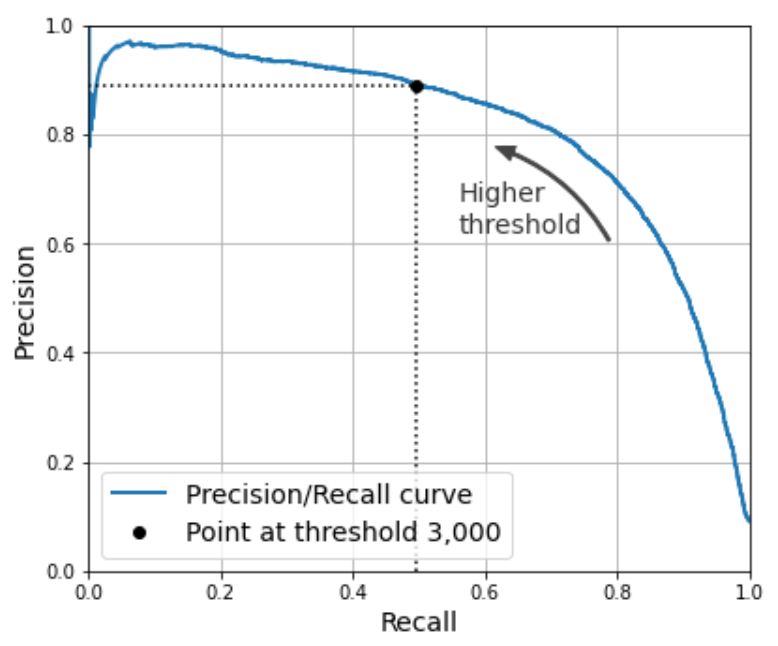 1.0
0.8
0.6
0.4
0.2
0.0
Precision
Higher
threshold
Precision/Recall curve
Point at threshold 3,000
0.0 0.2 0.4 0.6 0.8 1.0
Recall